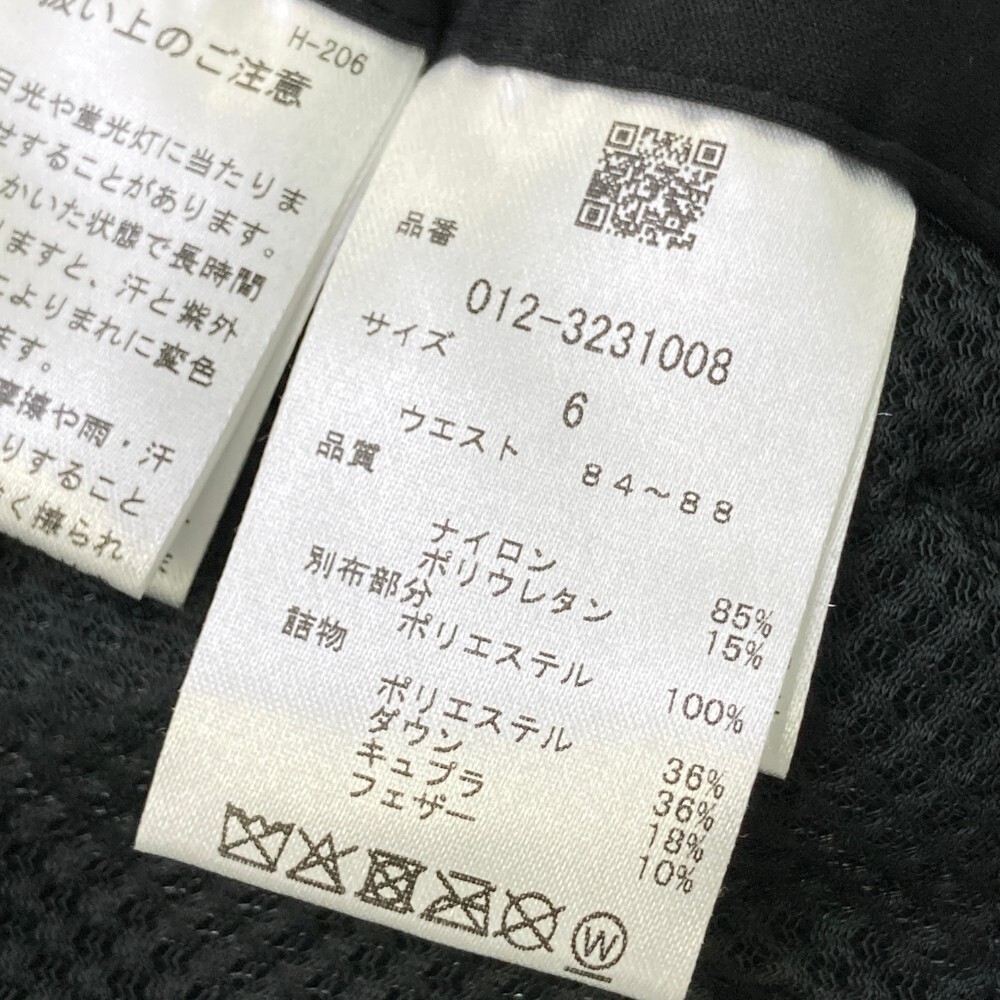 H-206
扱い上のご注意
日光や蛍光灯に当たりま
せすることがあります。
かいた状態で長時間
りますと、汗と紫外
によりまれに変色
ます。
摩擦や雨・汗
りすること
く擦られ
品番
012-3231008
サイズ
6
ウエスト 84～88
品質
ナイロン 85%
ポリウレタン 15%
別布部分
ポリエステル 100%
詰物
ポリエステル 36%
ダウン 36%
キュプラ 18%
フェザー 10%
W